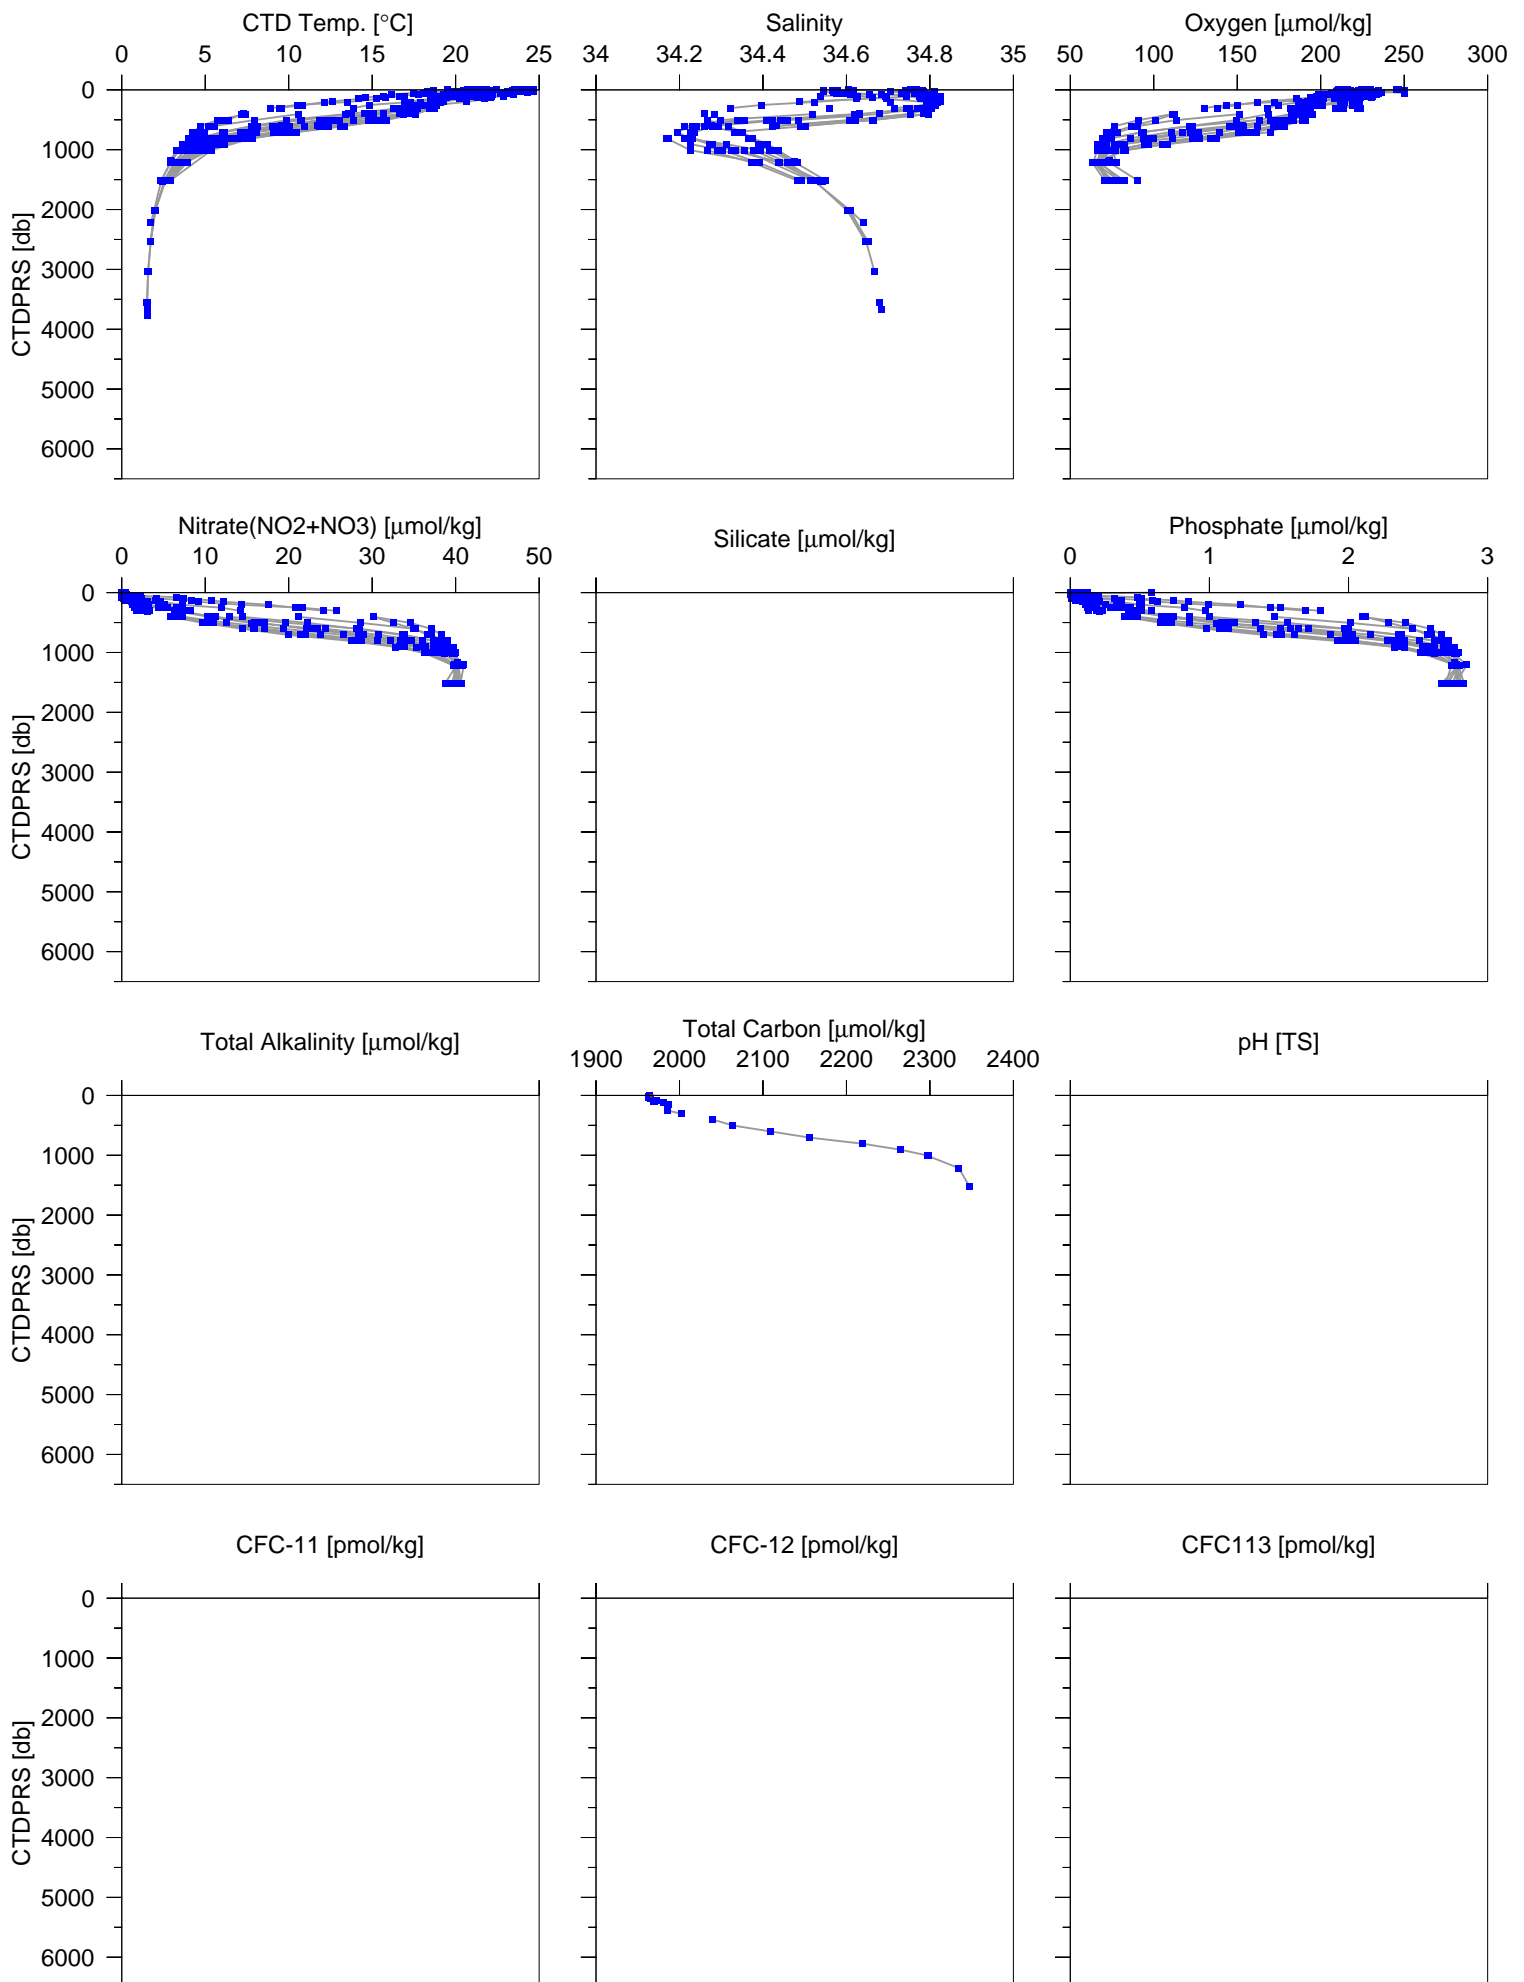 CTD Temp. [°C] Salinity Oxygen [μmol/kg]
0 5 10 15 20 25 34 34.2 34.4 34.6 34.8 35 50 100 150 200 250 300
0
1000
2000
3000
4000
5000
6000
CTDPRS [db]
Nitrate(NO2+NO3) [μmol/kg] Silicate [μmol/kg] Phosphate [μmol/kg]
0 10 20 30 40 50 0 1 2 3
0
1000
2000
3000
4000
5000
6000
CTDPRS [db]
Total Alkalinity [μmol/kg] Total Carbon [μmol/kg] pH [TS]
1900 2000 2100 2200 2300 2400
0
1000
2000
3000
4000
5000
6000
CTDPRS [db]
CFC-11 [pmol/kg] CFC-12 [pmol/kg] CFC113 [pmol/kg]
0
1000
2000
3000
4000
5000
6000
CTDPRS [db]